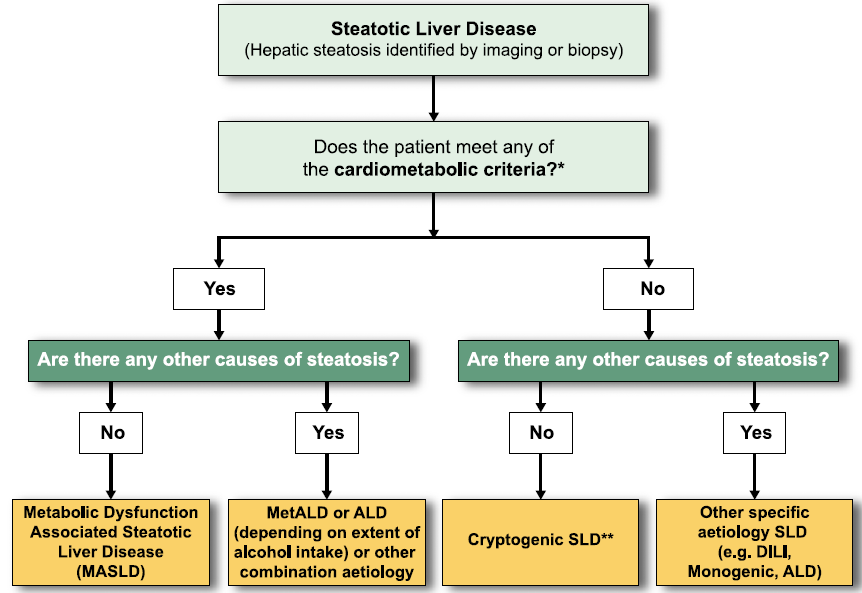 Steatotic Liver Disease
(Hepatic steatosis identified by imaging or biopsy)
Does the patient meet any of
the cardiometabolic criteria?*
Yes
No
Are there any other causes of steatosis?
Are there any other causes of steatosis?
No
Yes
No
Yes
Metabolic Dysfunction
Associated Steatotic
Liver Disease
(MASLD)
MetALD or ALD
(depending on extent of
alcohol intake) or other
combination aetiology
Cryptogenic SLD**
Other specific
aetiology SLD
(e.g. DILI,
Monogenic, ALD)